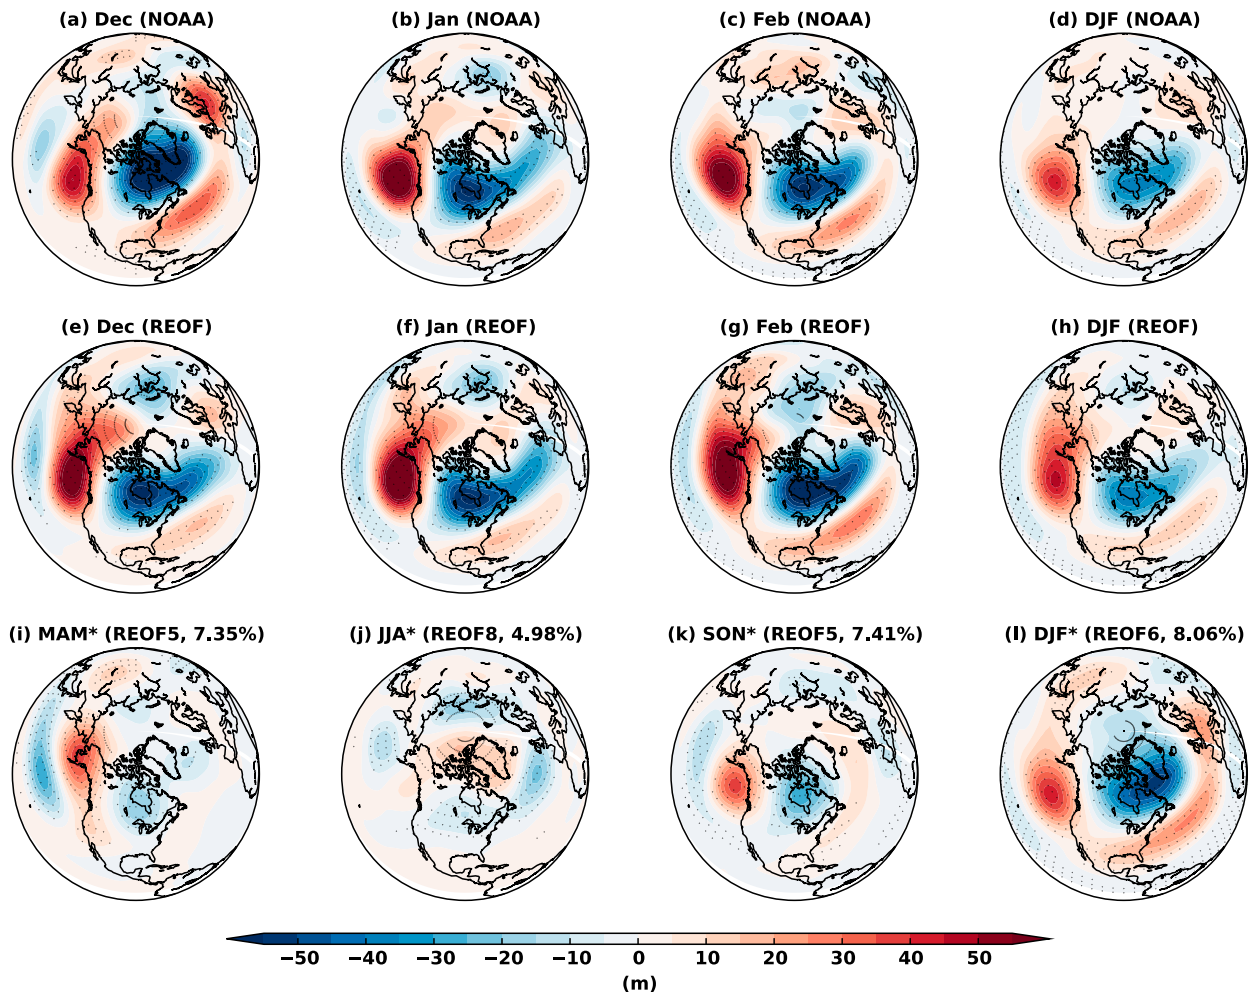 (a) Dec (NOAA) (b) Jan (NOAA) (c) Feb (NOAA) (d) DJF (NOAA)
(e) Dec (REOF) (f) Jan (REOF) (g) Feb (REOF) (h) DJF (REOF)
(i) MAM* (REOF5, 7.35%) (j) JJA* (REOF8, 4.98%) (k) SON* (REOF5, 7.41%) (l) DJF* (REOF6, 8.06%)
−50 −40 −30 −20 −10 0 10 20 30 40 50
(m)